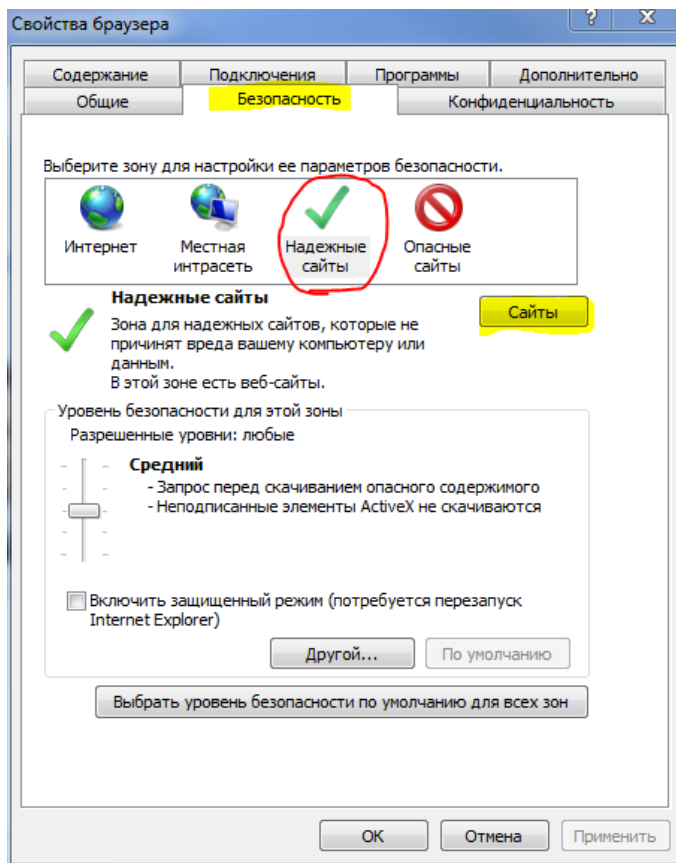 Свойства браузера
? X
Содержание Подключения Программы Дополнительно
Общие Безопасность Конфиденциальность
Выберите зону для настройки ее параметров безопасности.
Интернет Местная интрасеть Надежные сайты Опасные сайты
Надежные сайты
Сайты
Зона для надежных сайтов, которые не
причинят вреда вашему компьютеру или
данным.
В этой зоне есть веб-сайты.
Уровень безопасности для этой зоны
Разрешенные уровни: любые
Средний
- Запрос перед скачиванием опасного содержимого
- Неподписанные элементы ActiveX не скачиваются
Включить защищенный режим (потребуется перезапуск
Internet Explorer)
Другой... По умолчанию
Выбрать уровень безопасности по умолчанию для всех зон
ОК Отмена Применить